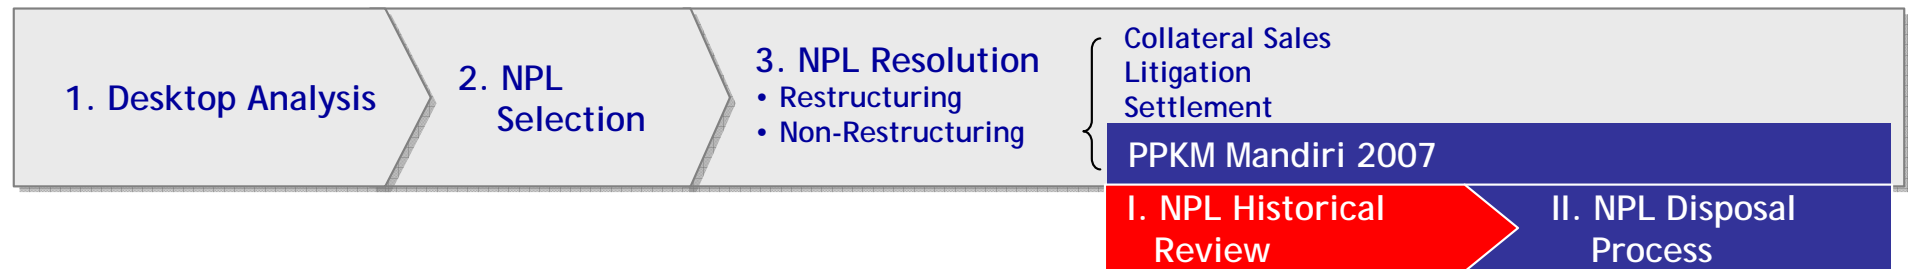 1. Desktop Analysis
2. NPL
Selection
3. NPL Resolution
• Restructuring
• Non-Restructuring
Collateral Sales
Litigation
Settlement
PPKM Mandiri 2007
I. NPL Historical
Review
II. NPL Disposal
Process